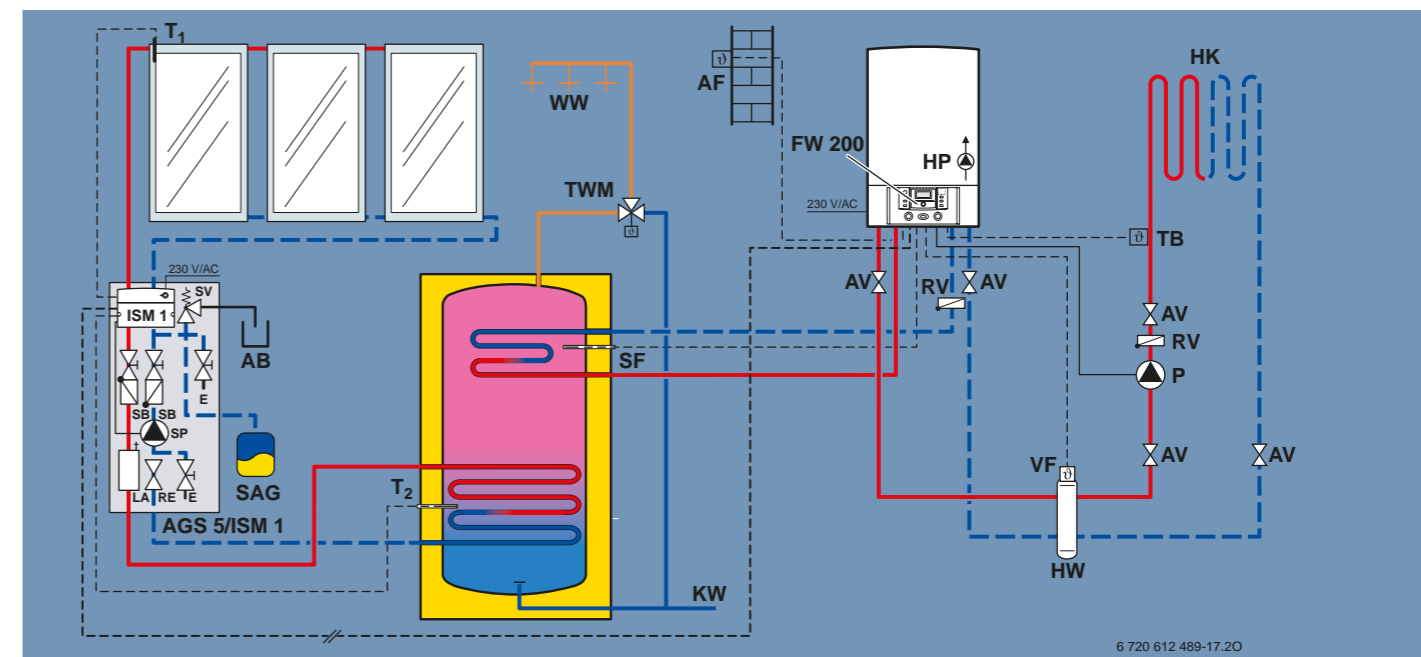 T1
HK
AF
WW
FW 200
HP
TWM
230 V/AC
TB
230 V/AC
SV
ISM 1
AV
RV
AV
AV
AB
SF
RV
E
P
SB
SB
SP
AV
AV
VF
T2
SAG
LA
RE
E
AGS 5/ISM 1
HW
KW
6 720 612 489-17.2O